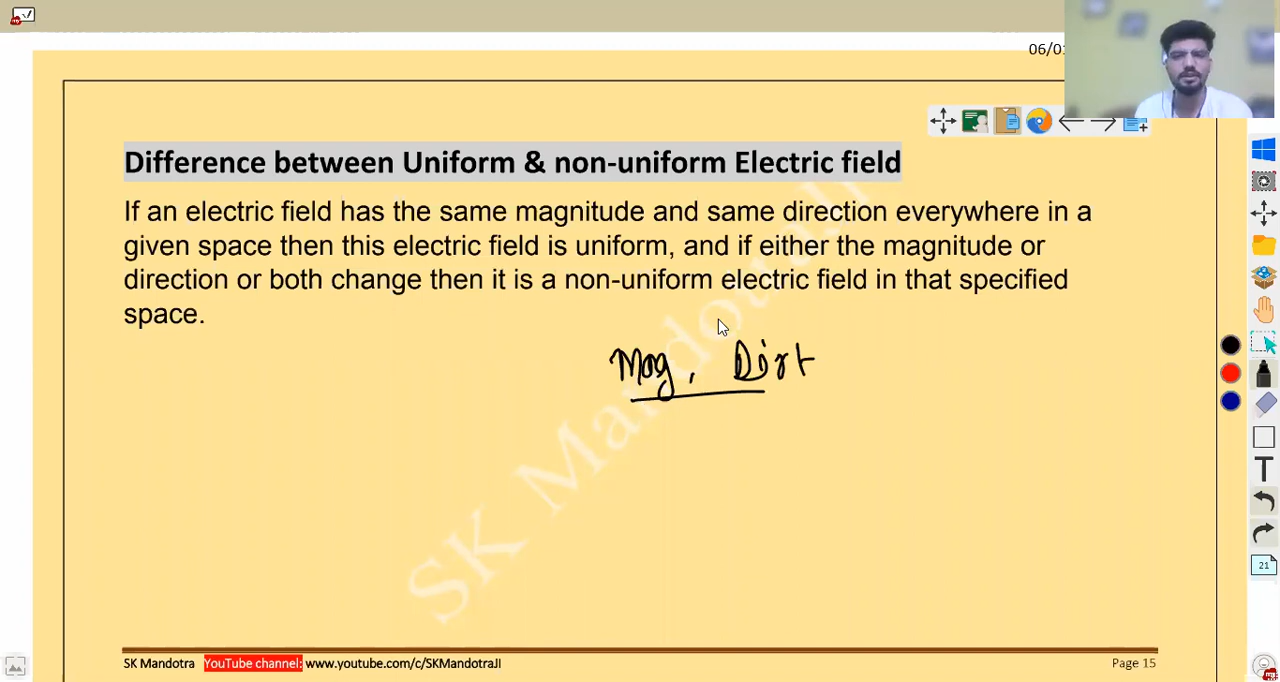 06/01
Difference between Uniform & non-uniform Electric field
If an electric field has the same magnitude and same direction everywhere in a
given space then this electric field is uniform, and if either the magnitude or
direction or both change then it is a non-uniform electric field in that specified
space.
Mag, Dirt
SK Mandotra Ji
SK Mandotra YouTube channel: www.youtube.com/c/SKMandotraJI
Page 15
T
21